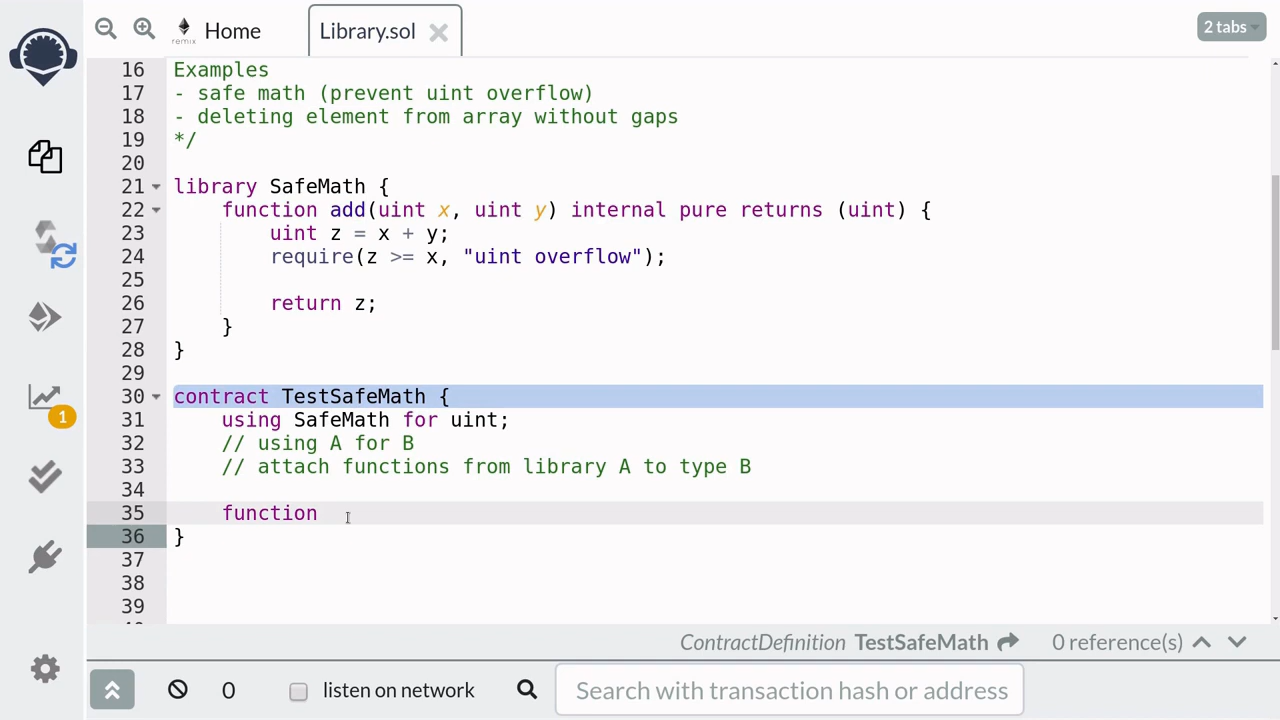 remix Home Library.sol 2 tabs
16 Examples
17 - safe math (prevent uint overflow)
18 - deleting element from array without gaps
19 */
20
21 library SafeMath {
22 function add(uint x, uint y) internal pure returns (uint) {
23 uint z = x + y;
24 require(z >= x, "uint overflow");
25
26 return z;
27 }
28 }
29
30 contract TestSafeMath {
31 using SafeMath for uint;
32 // using A for B
33 // attach functions from library A to type B
34
35 function
36 }
37
38
39
1
ContractDefinition TestSafeMath 0 reference(s)
0 listen on network Search with transaction hash or address